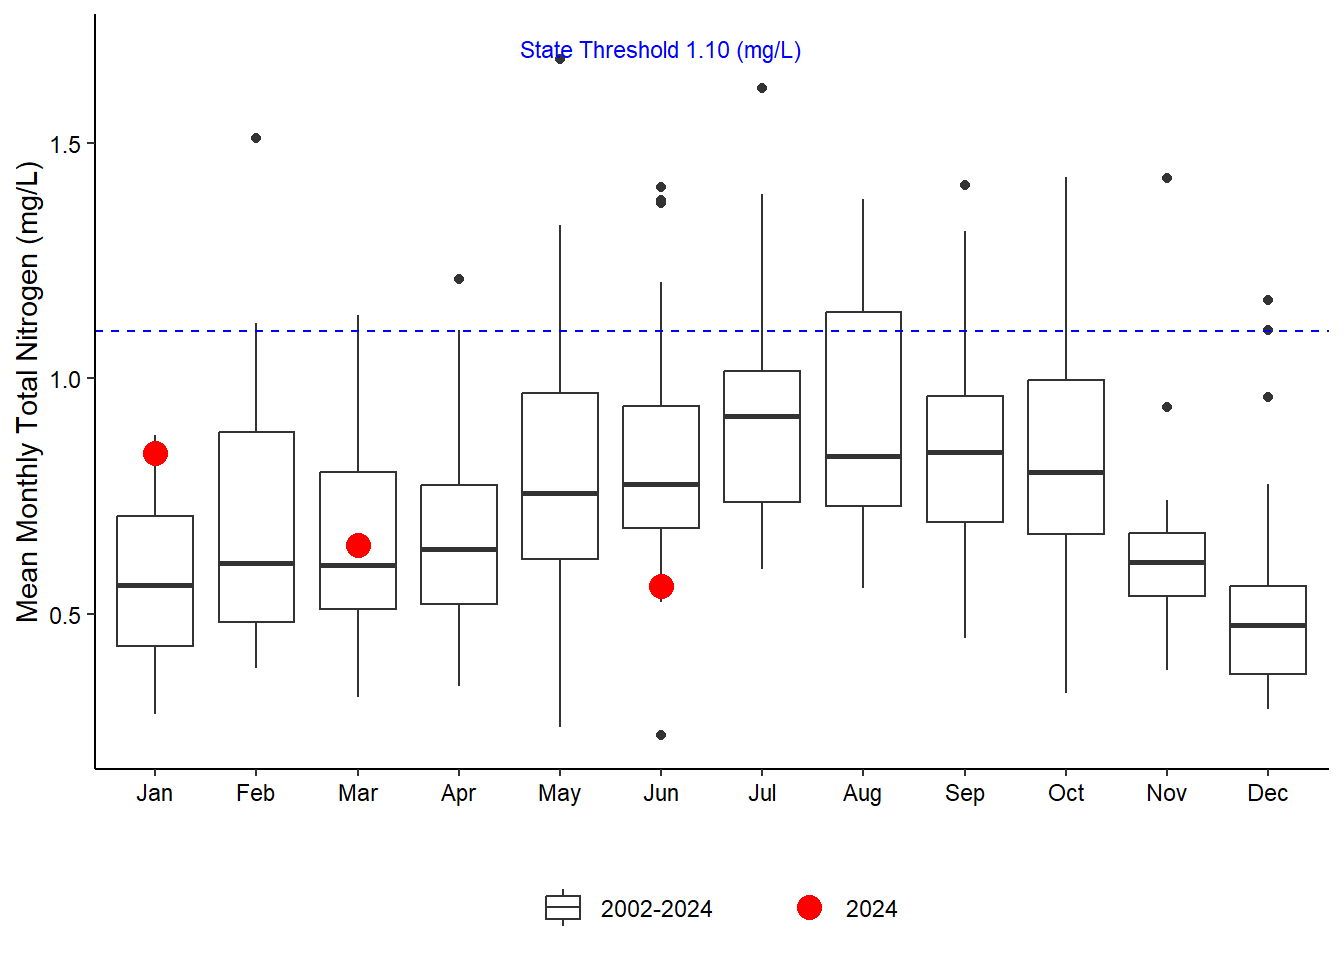 State Threshold 1.10 (mg/L)
Mean Monthly Total Nitrogen (mg/L)
1.5
1.0
0.5
Jan Feb Mar Apr May Jun Jul Aug Sep Oct Nov Dec
2002-2024 2024